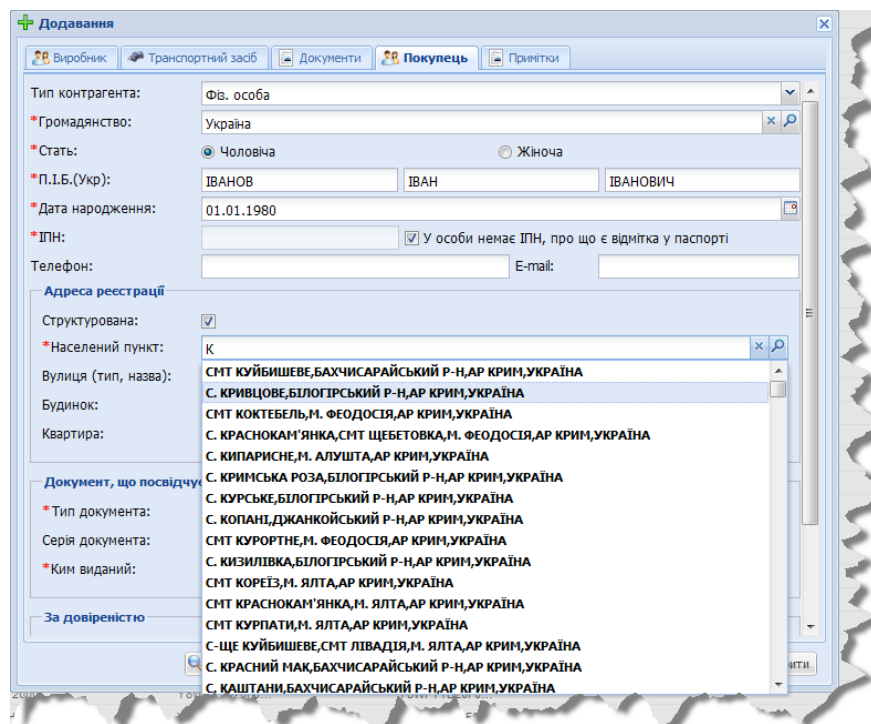 Додавання
Виробник Транспортний засіб Документи Покупець Примітки
Тип контрагента: Фіз. особа
*Громадянство: Україна
*Стать: Чоловіча Жіноча
*П.І.Б.(Укр): ІВАНОВ ІВАН ІВАНОВИЧ
*Дата народження: 01.01.1980
*ІПН: У особи немає ІПН, про що є відмітка у паспорті
Телефон: E-mail:
Адреса реєстрації
Структурована:
*Населений пункт: К
СМТ КУЙБИШЕВЕ,БАХЧИСАРАЙСЬКИЙ Р-Н,АР КРИМ,УКРАЇНА
Вулиця (тип, назва):
С. КРИВЦОВЕ,БІЛОГІРСЬКИЙ Р-Н,АР КРИМ,УКРАЇНА
Будинок:
СМТ КОКТЕБЕЛЬ,М. ФЕОДОСІЯ,АР КРИМ,УКРАЇНА
Квартира:
С. КРАСНОКАМ'ЯНКА,СМТ ЩЕБЕТОВКА,М. ФЕОДОСІЯ,АР КРИМ,УКРАЇНА
С. КИПАРИСНЕ,М. АЛУШТА,АР КРИМ,УКРАЇНА
Документ, що посвідчу
С. КРИМСЬКА РОЗА,БІЛОГІРСЬКИЙ Р-Н,АР КРИМ,УКРАЇНА
С. КУРСЬКЕ,БІЛОГІРСЬКИЙ Р-Н,АР КРИМ,УКРАЇНА
*Тип документа:
С. КОПАНІ,ДЖАНКОЙСЬКИЙ Р-Н,АР КРИМ,УКРАЇНА
Серія документа:
СМТ КУРОРТНЕ,М. ФЕОДОСІЯ,АР КРИМ,УКРАЇНА
*Ким виданий:
С. КИЗИЛІВКА,БІЛОГІРСЬКИЙ Р-Н,АР КРИМ,УКРАЇНА
СМТ КОРЕЇЗ,М. ЯЛТА,АР КРИМ,УКРАЇНА
СМТ КРАСНОКАМ'ЯНКА,М. ЯЛТА,АР КРИМ,УКРАЇНА
За довіреністю
СМТ КУРПАТИ,М. ЯЛТА,АР КРИМ,УКРАЇНА
С-ЩЕ КУЙБИШЕВЕ,СМТ ЛІВАДІЯ,М. ЯЛТА,АР КРИМ,УКРАЇНА
С. КРАСНИЙ МАК,БАХЧИСАРАЙСЬКИЙ Р-Н,АР КРИМ,УКРАЇНА
ити
С. КАШТАНИ,БАХЧИСАРАЙСЬКИЙ Р-Н,АР КРИМ,УКРАЇНА